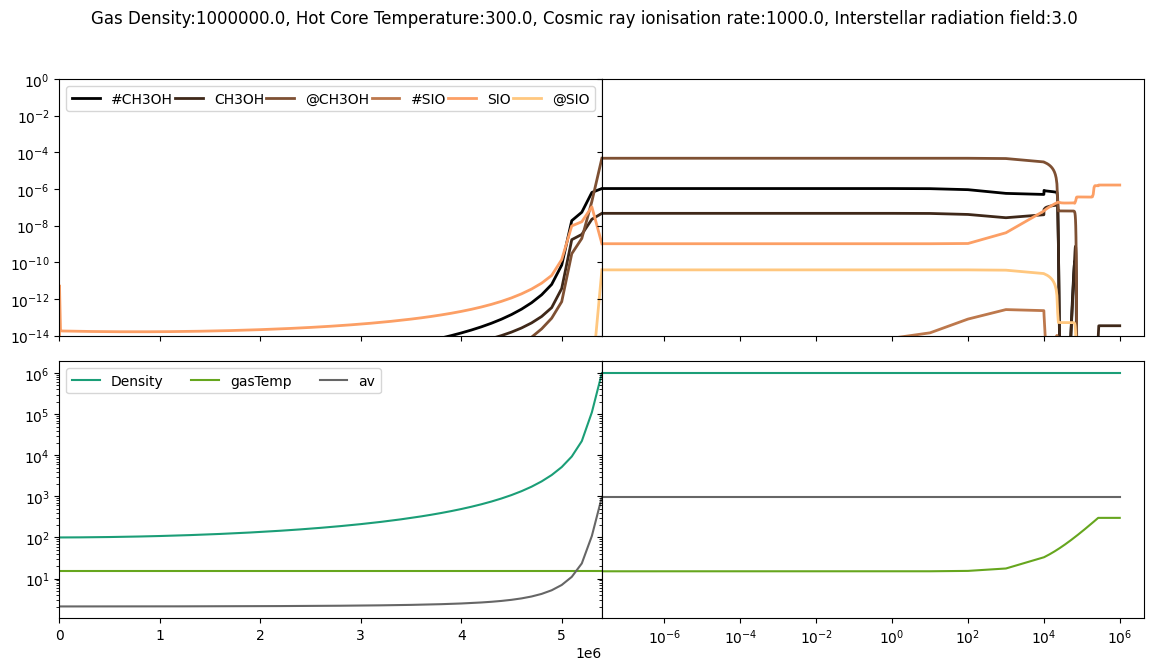 Gas Density:1000000.0, Hot Core Temperature:300.0, Cosmic ray ionisation rate:1000.0, Interstellar radiation field:3.0
#CH3OH CH3OH @CH3OH #SIO SIO @SIO
10^0
10^-2
10^-4
10^-6
10^-8
10^-10
10^-12
10^-14
Density gasTemp av
10^6
10^5
10^4
10^3
10^2
10^1
0 1 2 3 4 5
1e6
10^-6 10^-4 10^-2 10^0 10^2 10^4 10^6